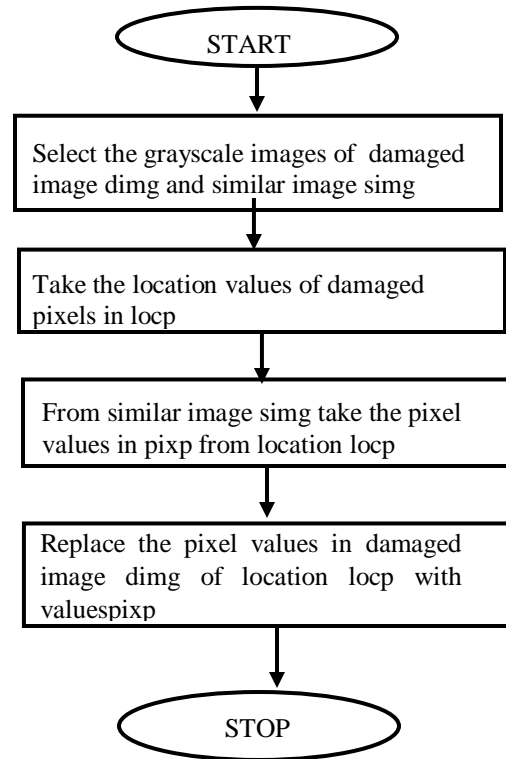 START
Select the grayscale images of damaged
image dimg and similar image simg
Take the location values of damaged
pixels in locp
From similar image simg take the pixel
values in pixp from location locp
Replace the pixel values in damaged
image dimg of location locp with
valuespixp
STOP